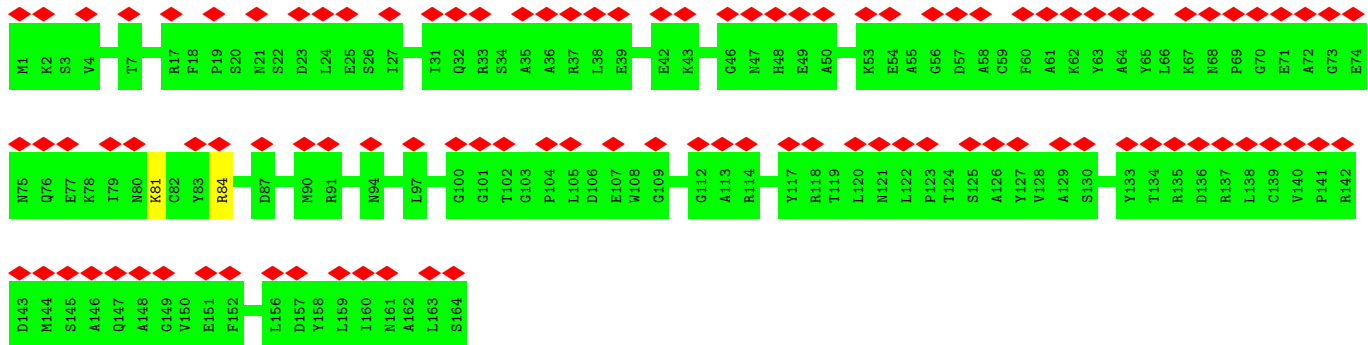 M1 K2 S3 V4 T7 R17 F18 P19 S20 N21 S22 D23 L24 E25 S26 I27 I31 Q32 R33 S34 A35 A36 R37 L38 E39 E42 K43 G46 N47 H48 E49 A50 K53 E54 A55 G56 D57 A58 C59 F60 A61 K62 Y63 A64 Y65 L66 K67 N68 P69 G70 E71 A72 G73 E74
N75 Q76 E77 K78 I79 N80 K81 C82 Y83 R84 D87 M90 R91 N94 L97 G100 G101 T102 G103 P104 L105 D106 E107 W108 G109 G112 A113 R114 Y117 R118 T119 L120 N121 L122 P123 T124 S125 A126 Y127 V128 A129 S130 Y133 T134 R135 D136 R137 L138 C139 V140 P141 R142
D143 M144 S145 A146 Q147 A148 G149 V150 E151 F152 L156 D157 Y158 L159 I160 N161 A162 L163 S164